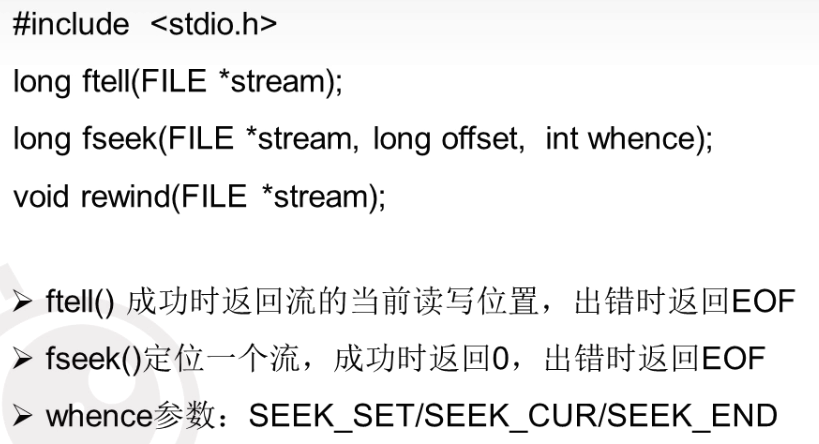 #include <stdio.h>
long ftell(FILE *stream);
long fseek(FILE *stream, long offset, int whence);
void rewind(FILE *stream);
➢ ftell() 成功时返回流的当前读写位置，出错时返回EOF
➢ fseek()定位一个流，成功时返回0，出错时返回EOF
➢ whence参数：SEEK_SET/SEEK_CUR/SEEK_END